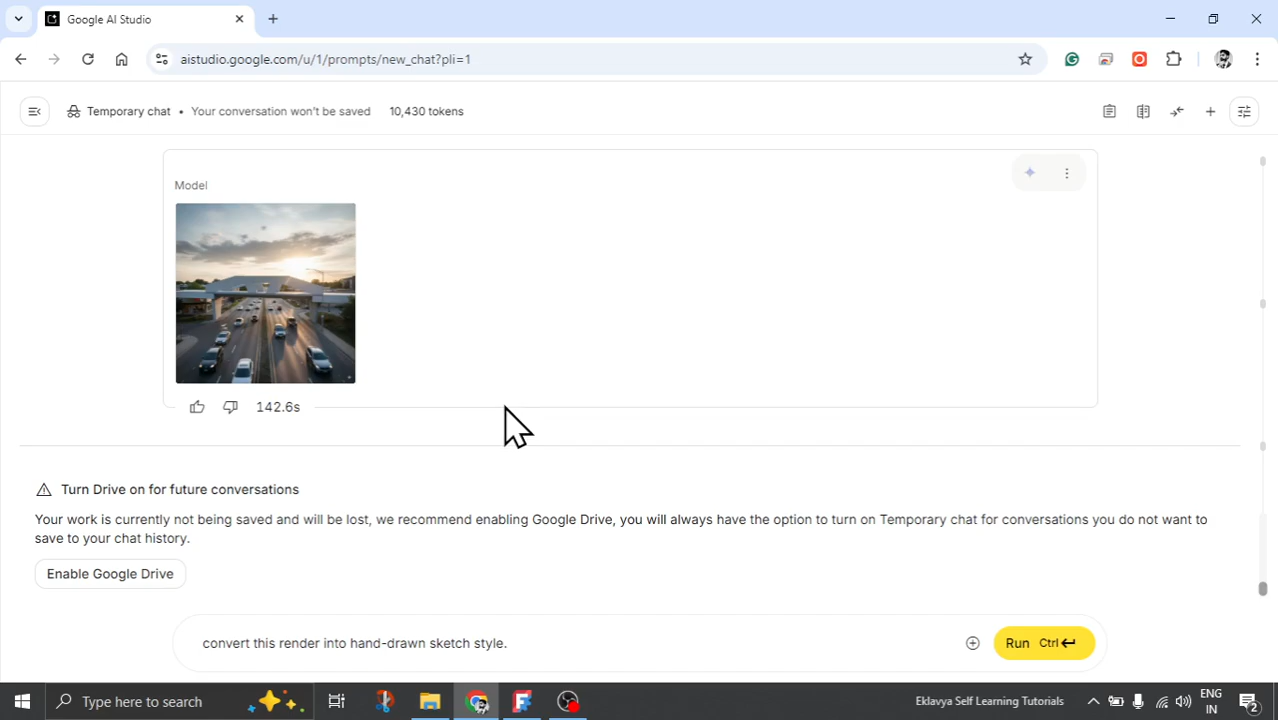 Google AI Studio
aistudio.google.com/u/1/prompts/new_chat?pli=1
Temporary chat • Your conversation won't be saved 10,430 tokens
Model
142.6s
Turn Drive on for future conversations
Your work is currently not being saved and will be lost, we recommend enabling Google Drive, you will always have the option to turn on Temporary chat for conversations you do not want to
save to your chat history.
Enable Google Drive
convert this render into hand-drawn sketch style.
Run Ctrl
Type here to search
Eklavya Self Learning Tutorials
ENG
IN
2